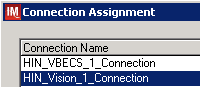 IM Connection Assignment
Connection Name
HIN_VBECS_1_Connection
HIN_Vision_1_Connection